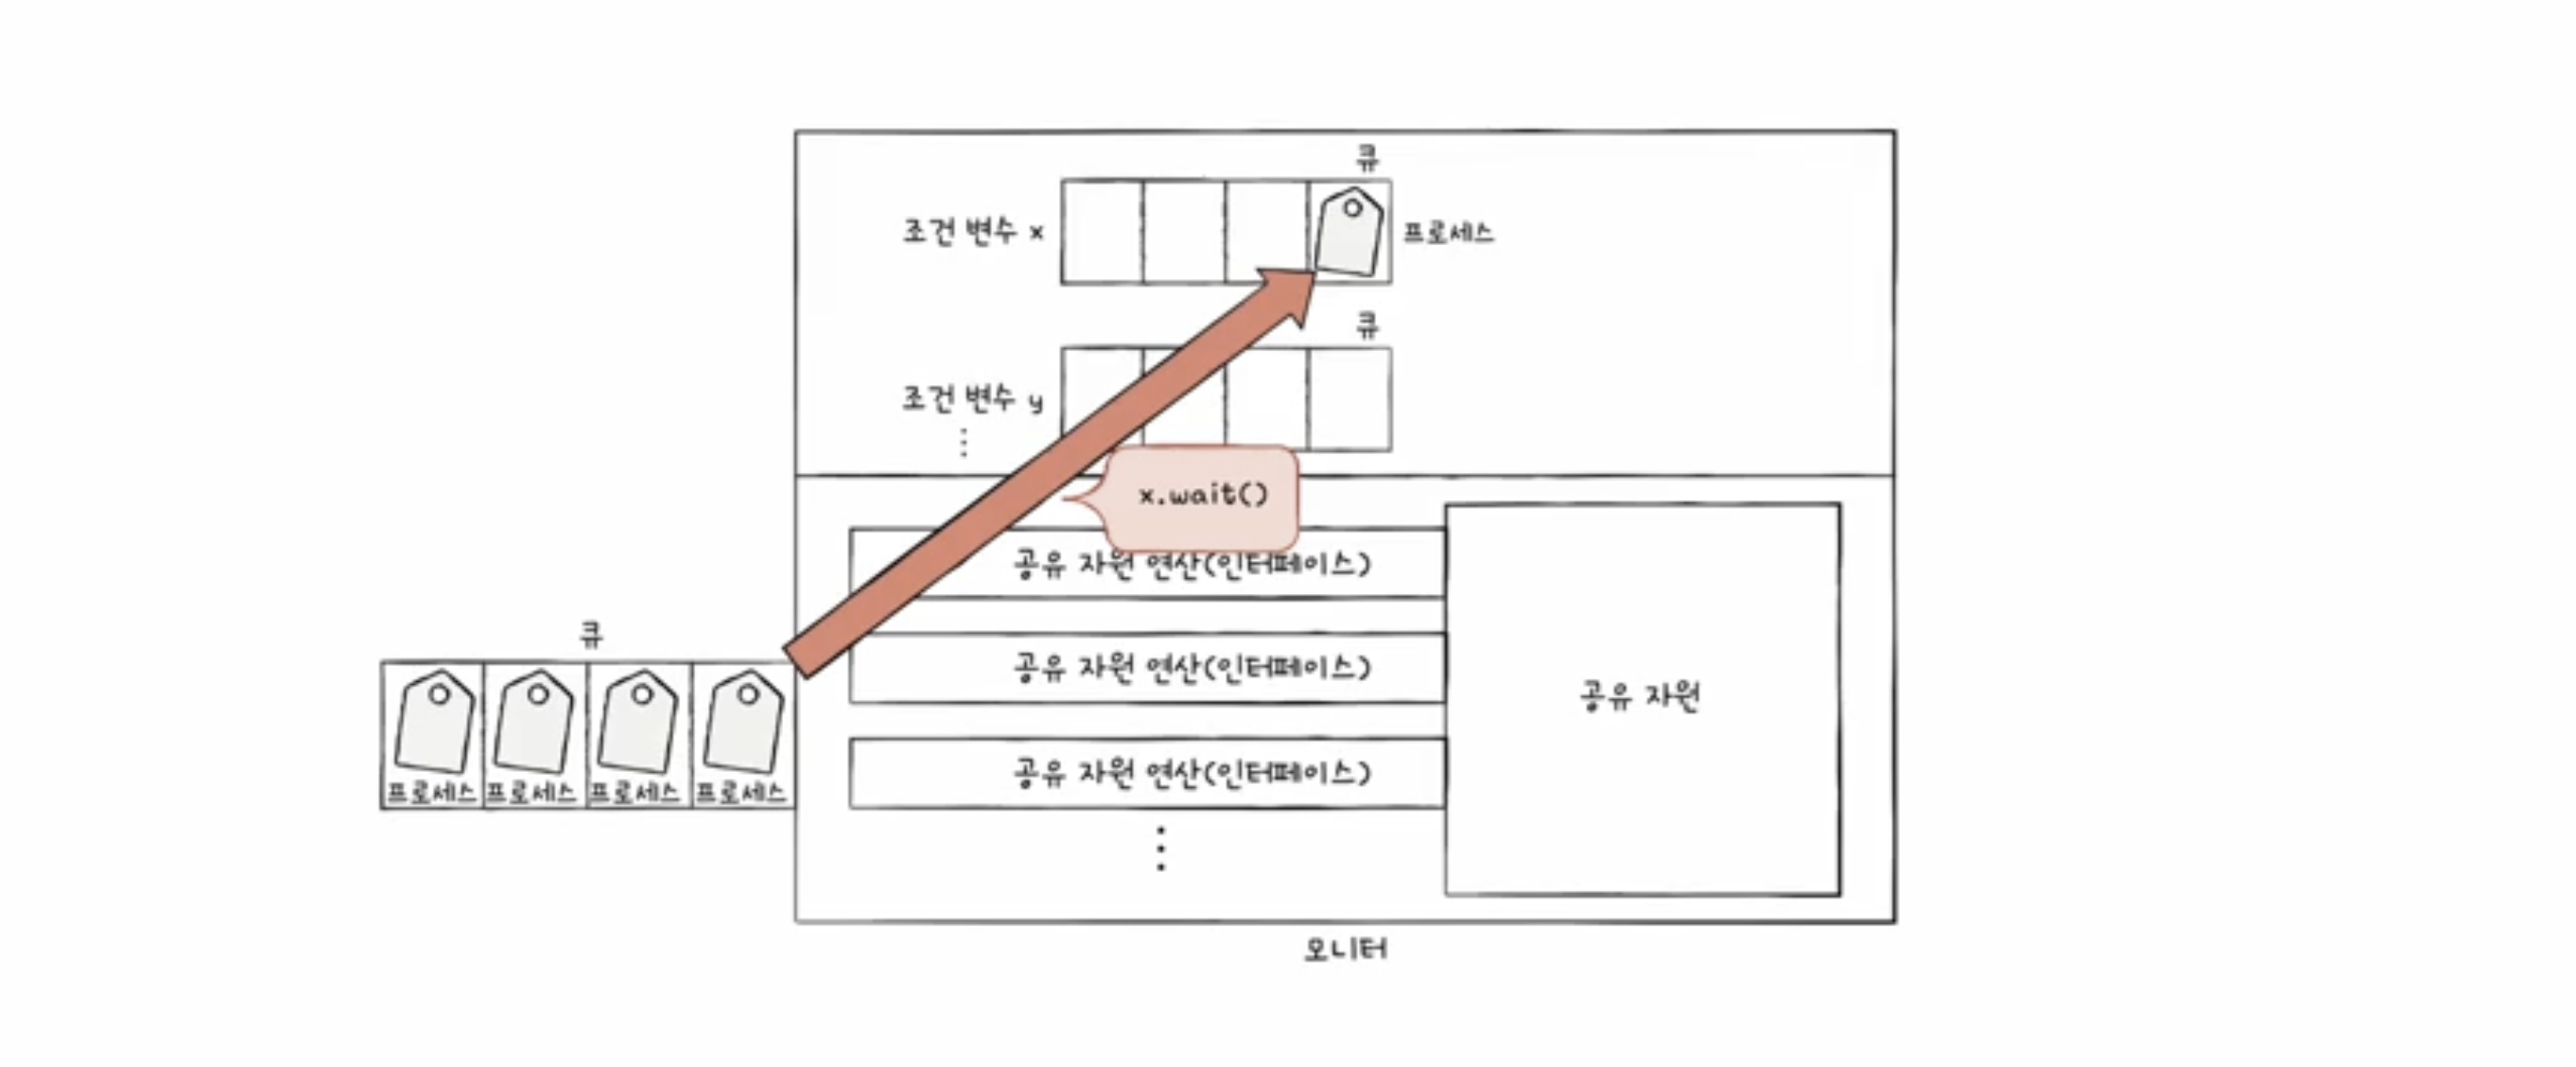 큐
조건 변수 x
프로세스
큐
조건 변수 y
x.wait()
공유 자원 연산(인터페이스)
공유 자원 연산(인터페이스)
공유 자원
큐
공유 자원 연산(인터페이스)
프로세스 프로세스 프로세스 프로세스
모니터